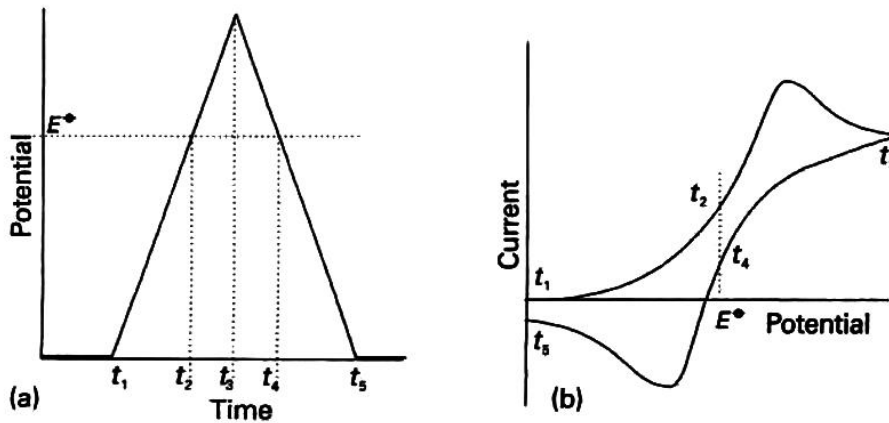 Potential
E⦵
t₁
t₂
t₃
t₄
t₅
Time
(a)
Current
t₁
t₂
t₄
t₅
E⦵
Potential
(b)